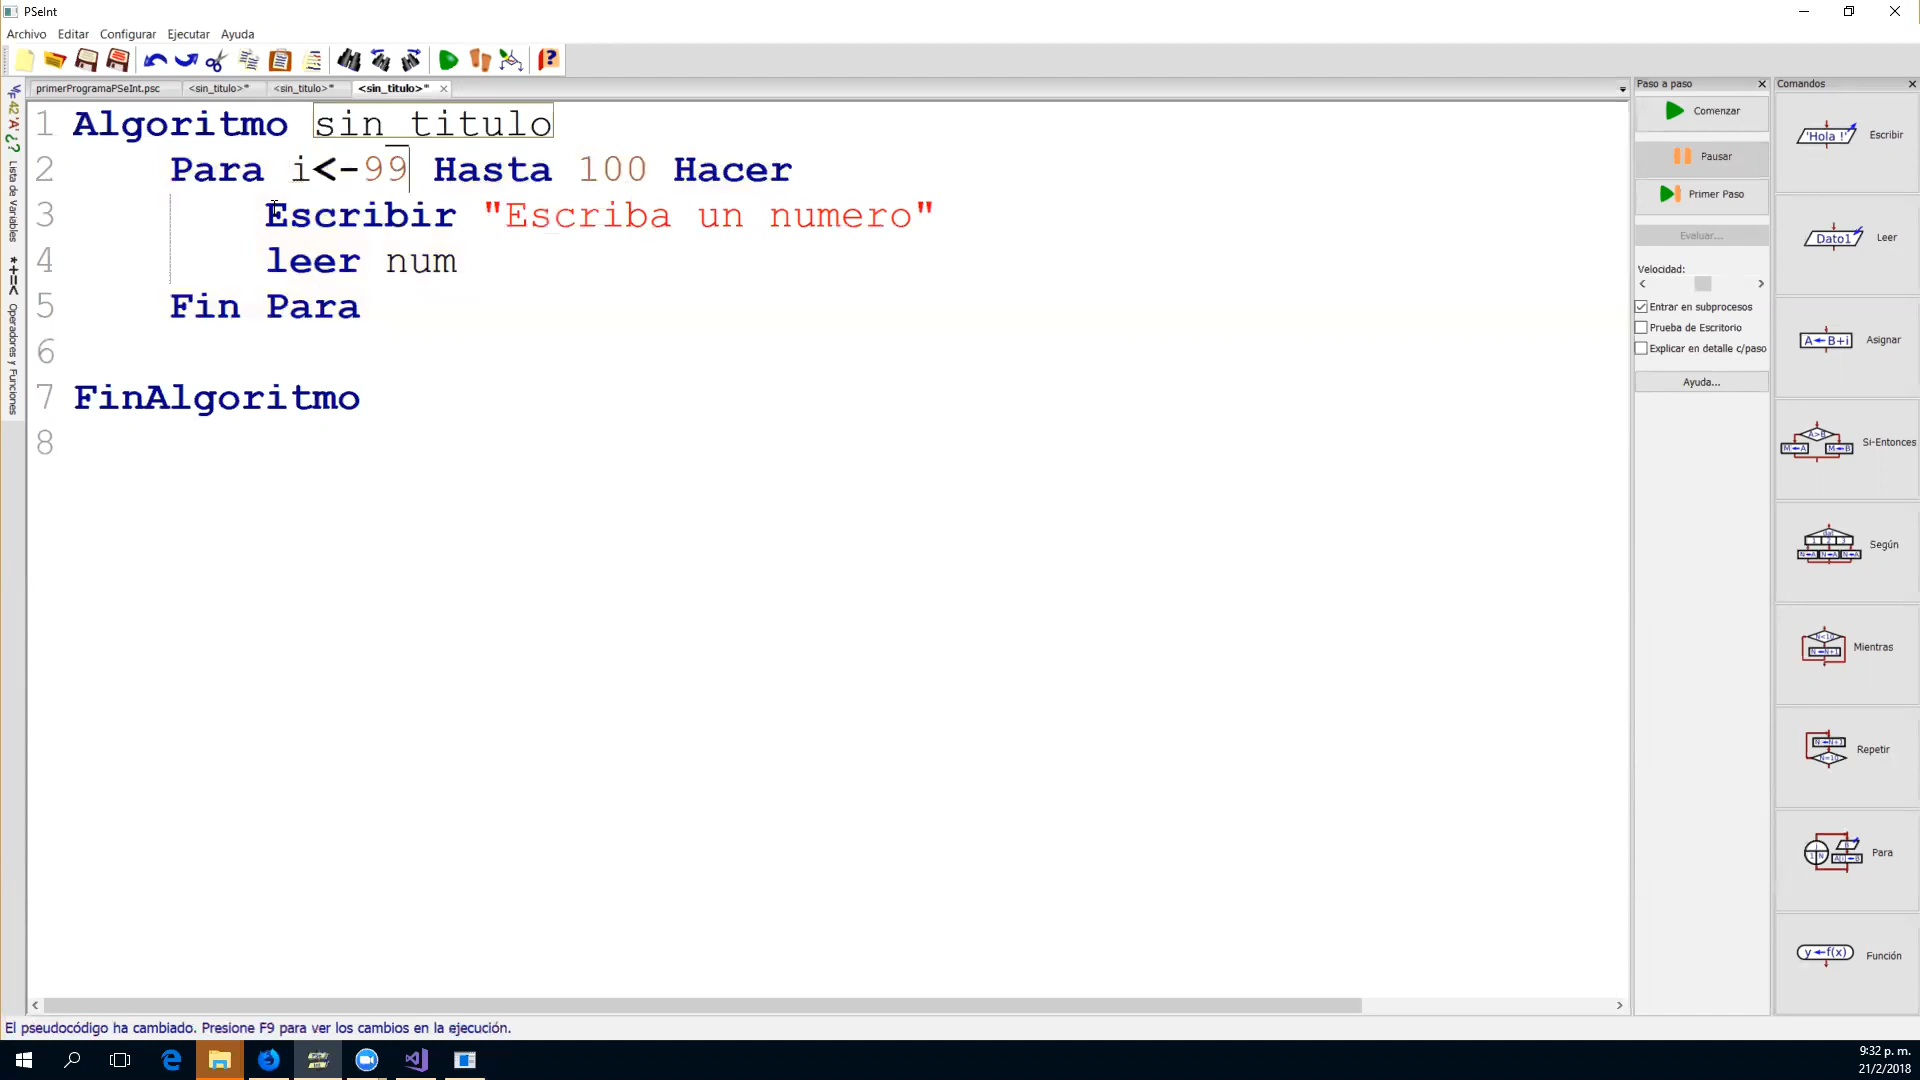 PSeInt
Archivo Editar Configurar Ejecutar Ayuda
primerProgramaPSeInt.psc <sin_titulo>* <sin_titulo>* <sin_titulo>*
1 Algoritmo sin_titulo
2 Para i<-99 Hasta 100 Hacer
3 Escribir "Escriba un numero"
4 leer num
5 Fin Para
6
7 FinAlgoritmo
8
Lista de Variables
*+=<
Operadores y Funciones
Paso a paso
Comenzar
Pausar
Primer Paso
Evaluar...
Velocidad:
Entrar en subprocesos
Prueba de Escritorio
Explicar en detalle c/paso
Ayuda...
Comandos
'Hola !' Escribir
Dato1 Leer
A←B+i Asignar
Si-Entonces
Según
Mientras
Repetir
Para
y←f(x) Función
El pseudocódigo ha cambiado. Presione F9 para ver los cambios en la ejecución.
9:32 p. m.
21/2/2018